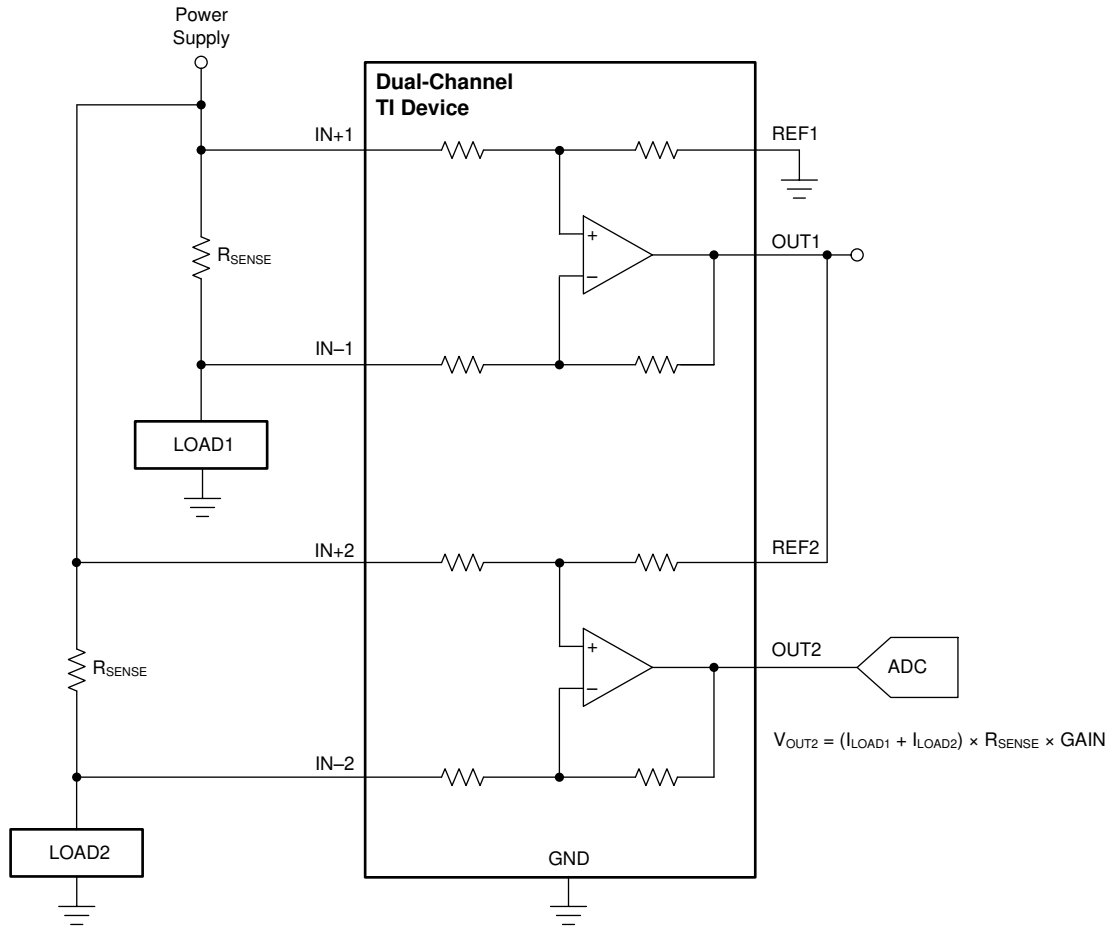 Power
Supply
Dual-Channel
TI Device
IN+1
REF1
+
RSENSE
OUT1
–
IN–1
LOAD1
IN+2
REF2
+
RSENSE
OUT2
ADC
–
VOUT2 = (ILOAD1 + ILOAD2) × RSENSE × GAIN
IN–2
LOAD2
GND